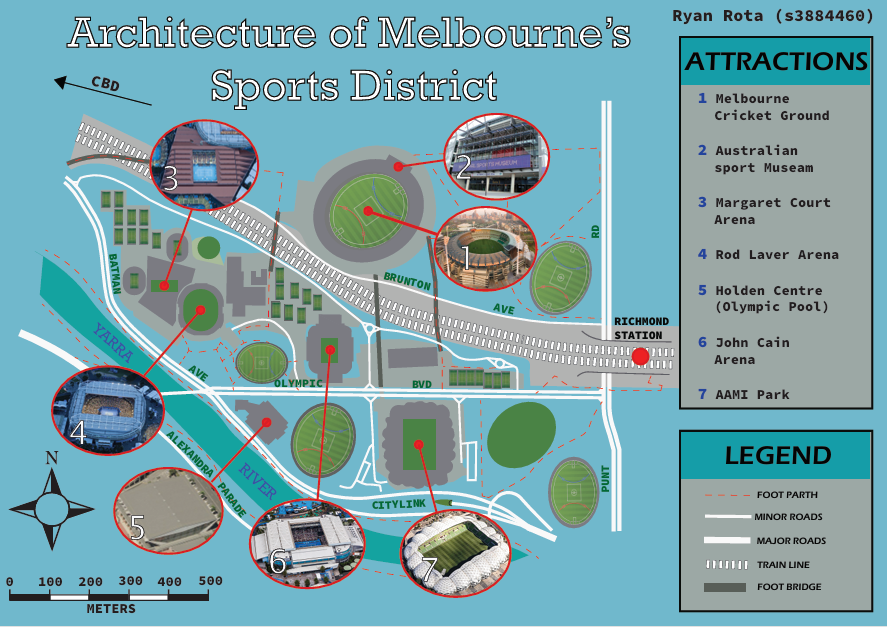 Ryan Rota (s3884460)
Architecture of Melbourne's
Sports District
CBD
ATTRACTIONS
1 Melbourne
Cricket Ground
2 Australian
sport Museam
3 Margaret Court
Arena
4 Rod Laver Arena
5 Holden Centre
(Olympic Pool)
6 John Cain
Arena
7 AAMI Park
3
2
1
BATMAN
AVE
BRUNTON
AVE
RD
PUNT
RICHMOND
STATION
YARRA
RIVER
OLYMPIC
BVD
ALEXANDRA
PARADE
CITYLINK
4
5
6
7
N
0 100 200 300 400 500
METERS
LEGEND
FOOT PARTH
MINOR ROADS
MAJOR ROADS
TRAIN LINE
FOOT BRIDGE